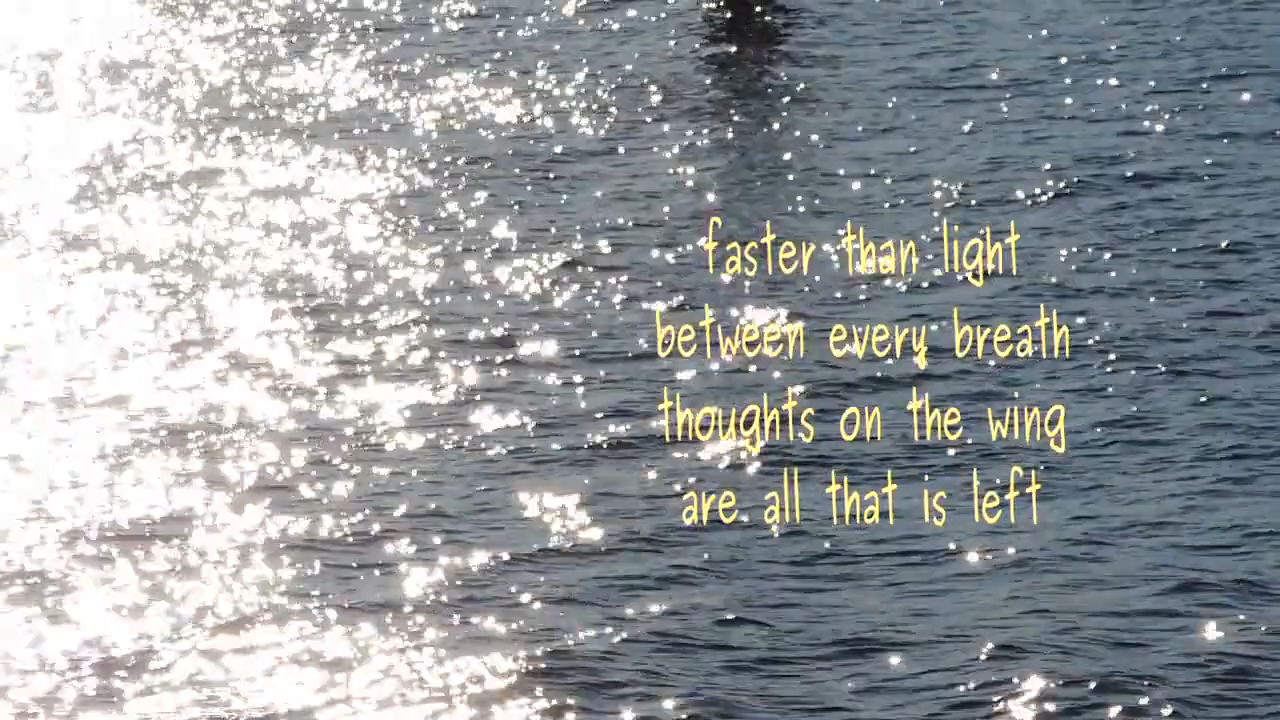 faster than light
between every breath
thoughts on the wing
are all that is left